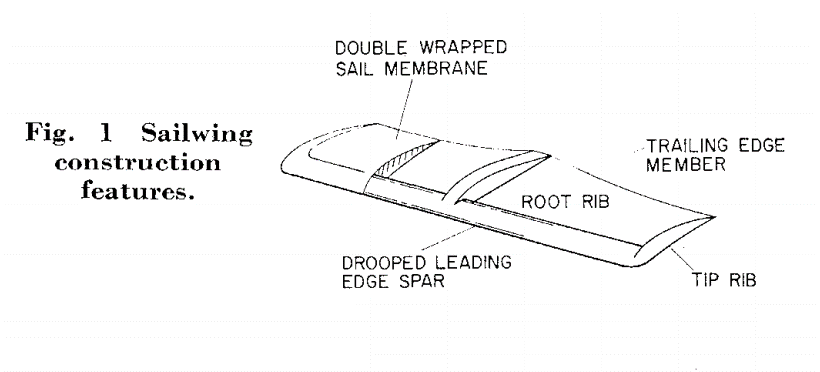 DOUBLE WRAPPED
SAIL MEMBRANE
Fig. 1 Sailwing
construction
features.
TRAILING EDGE
MEMBER
ROOT RIB
DROOPED LEADING
EDGE SPAR
TIP RIB